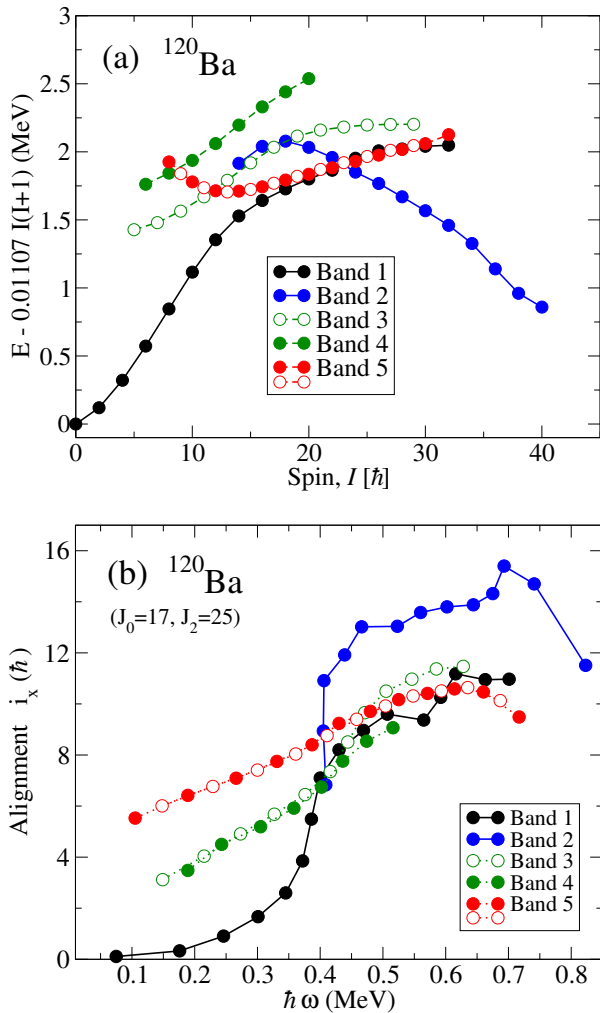 3
2.5
2
1.5
1
0.5
0
E - 0.01107 I(I+1) (MeV)
(a) ¹²⁰Ba
Band 1
Band 2
Band 3
Band 4
Band 5
0 10 20 30 40
Spin, I [ħ]
16
12
8
4
0
Alignment i_x (ħ)
(b) ¹²⁰Ba
(J₀=17, J₂=25)
Band 1
Band 2
Band 3
Band 4
Band 5
0.1 0.2 0.3 0.4 0.5 0.6 0.7 0.8
ħ ω (MeV)